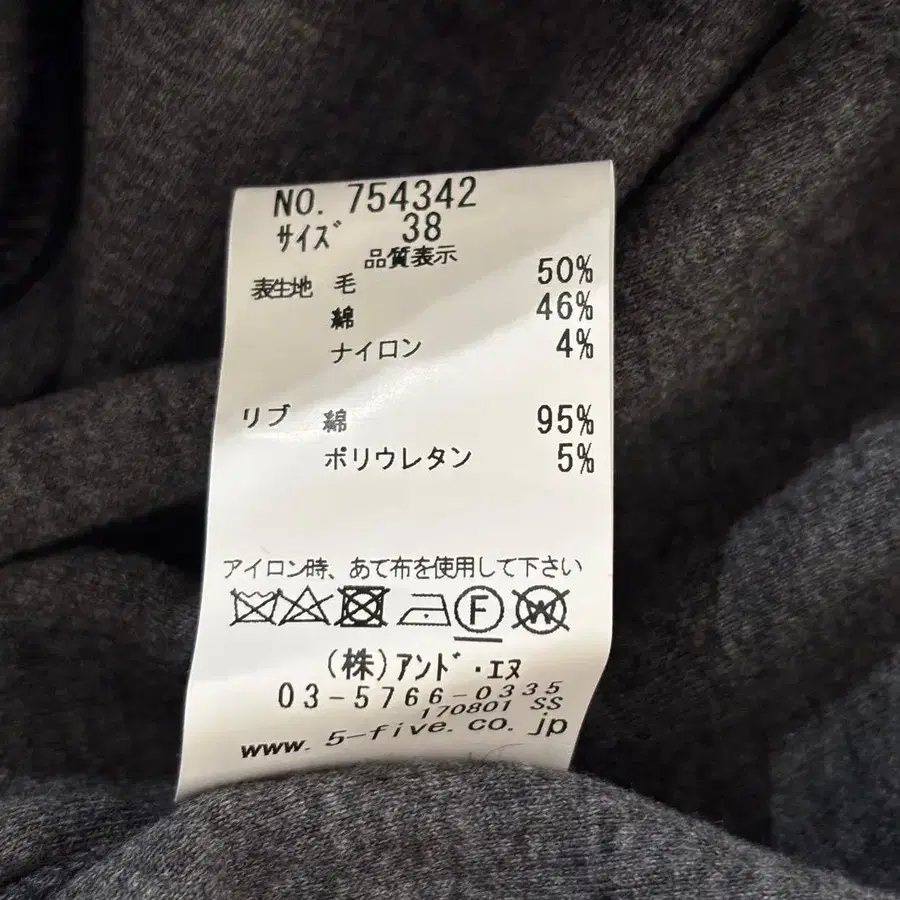 NO. 754342
サイズ 38
品質表示
表生地 毛 50%
綿 46%
ナイロン 4%
リブ 綿 95%
ポリウレタン 5%
アイロン時、あて布を使用して下さい
F W
(株)アンド・エヌ
03-5766-0335
170801 SS
www.5-five.co.jp